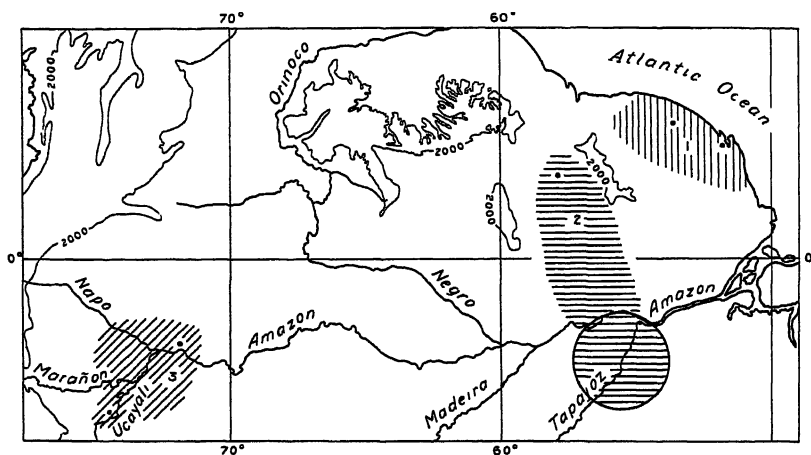 70°
60°
Atlantic Ocean
Orinoco
2000
1
2000
2000
2000
2
2000
0°
0
Napo
Negro
Amazon
Amazon
Marañon
3
Ucayali
Madeira
Tapajoz
70°
60°